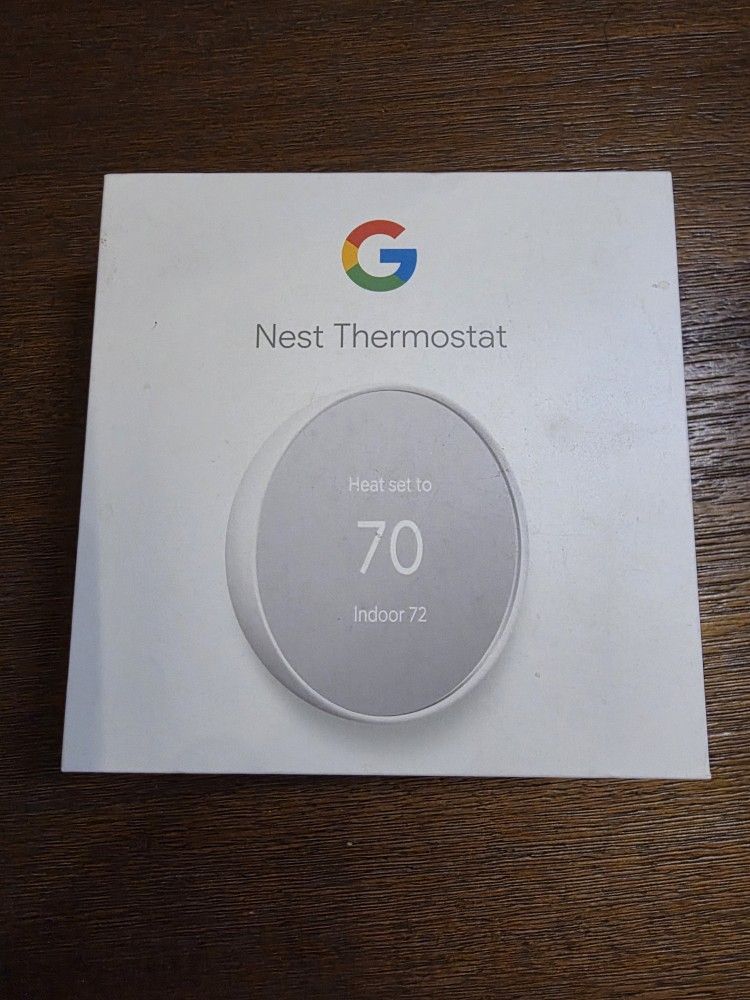 G
Nest Thermostat
Heat set to
70
Indoor 72